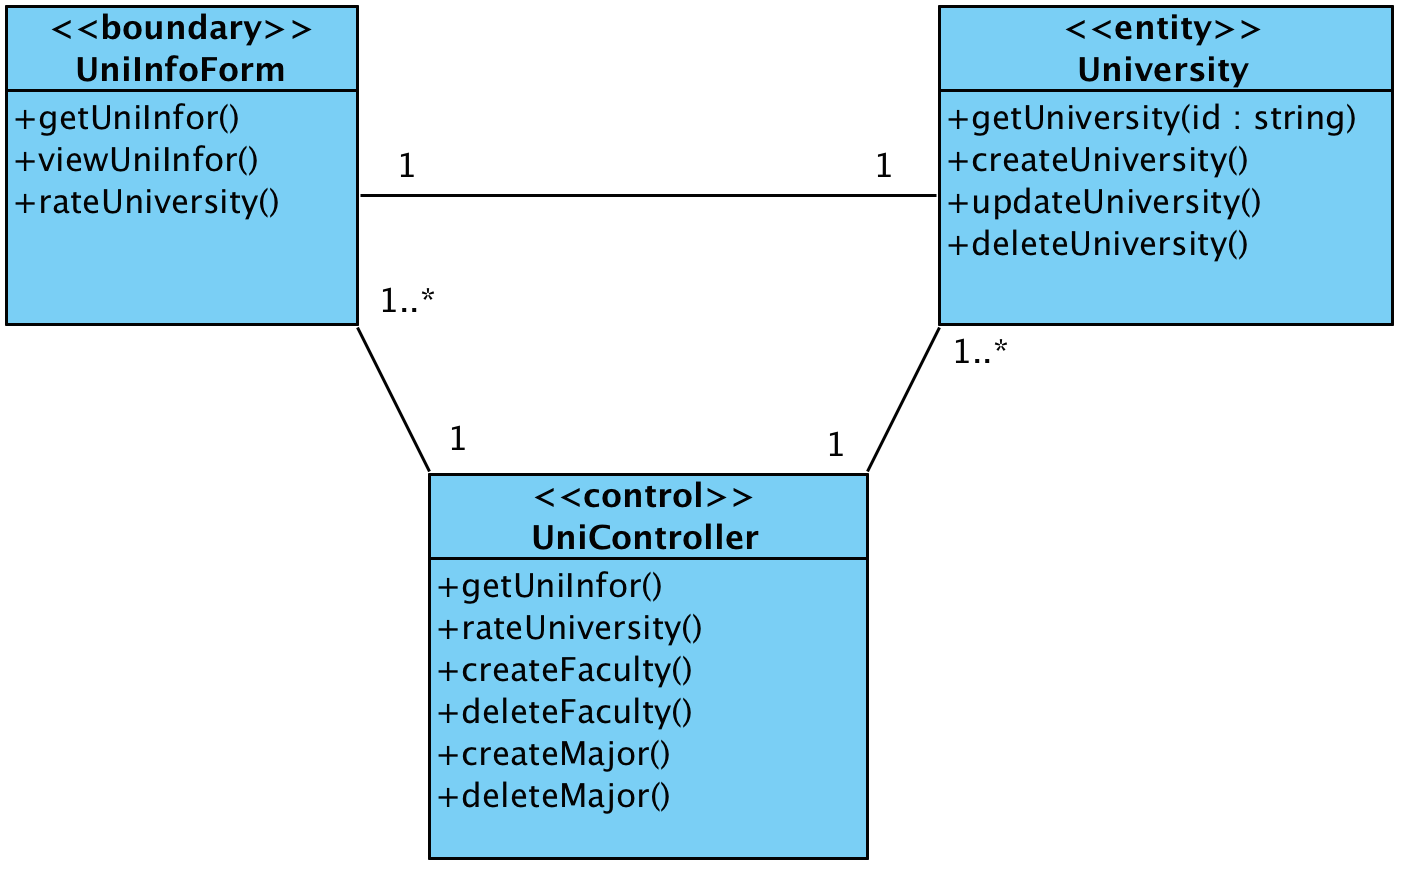 <<boundary>>
UniInfoForm
+getUniInfor()
+viewUniInfor()
+rateUniversity()
<<entity>>
University
+getUniversity(id : string)
+createUniversity()
+updateUniversity()
+deleteUniversity()
1
1
1..*
1..*
1
1
<<control>>
UniController
+getUniInfor()
+rateUniversity()
+createFaculty()
+deleteFaculty()
+createMajor()
+deleteMajor()